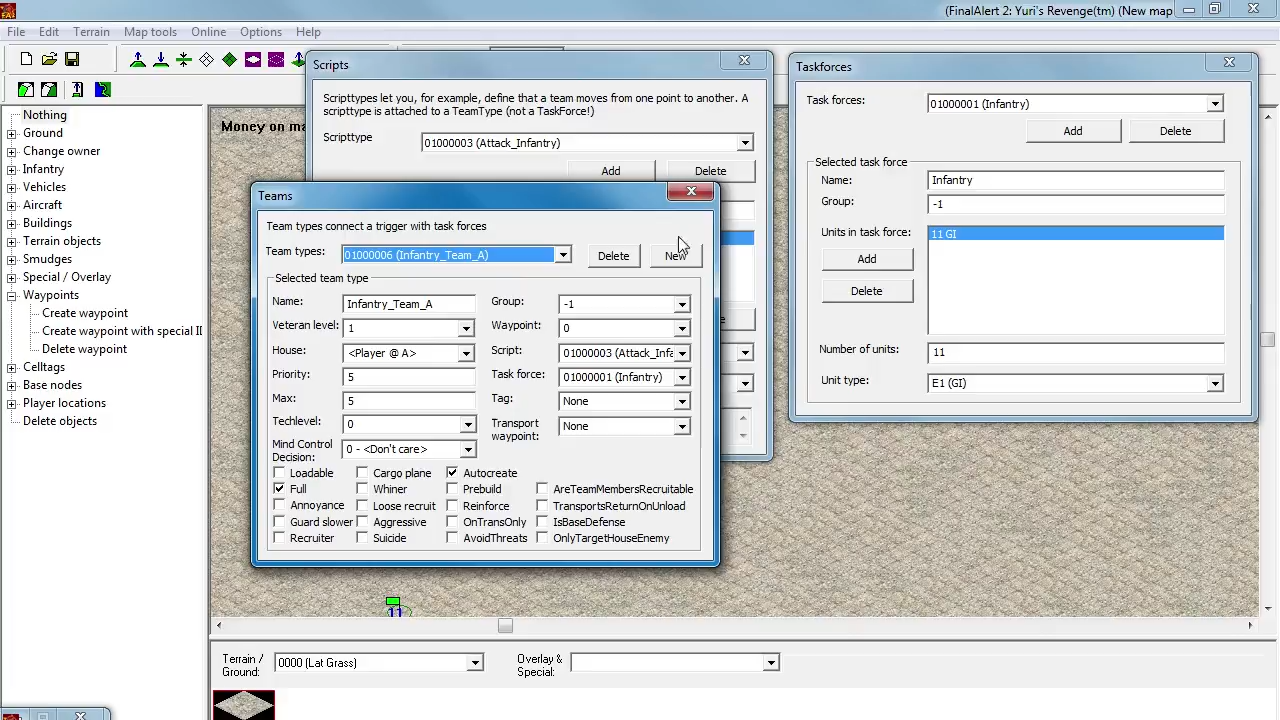 (FinalAlert 2: Yuri's Revenge(tm) (New map
File Edit Terrain Map tools Online Options Help
Nothing
Ground
Change owner
Infantry
Vehicles
Aircraft
Buildings
Terrain objects
Smudges
Special / Overlay
Waypoints
Create waypoint
Create waypoint with special ID
Delete waypoint
Celltags
Base nodes
Player locations
Delete objects
Money on ma
Scripts
Scripttypes let you, for example, define that a team moves from one point to another. A
scripttype is attached to a TeamType (not a TaskForce!)
Scripttype 01000003 (Attack_Infantry)
Add Delete
Teams
Team types connect a trigger with task forces
Team types: 01000006 (Infantry_Team_A) Delete New
Selected team type
Name: Infantry_Team_A Group: -1
Veteran level: 1 Waypoint: 0
House: <Player @ A> Script: 01000003 (Attack_Infa
Priority: 5 Task force: 01000001 (Infantry)
Max: 5 Tag: None
Techlevel: 0 Transport waypoint: None
Mind Control Decision: 0 - <Don't care>
Loadable Cargo plane Autocreate
Full Whiner Prebuild AreTeamMembersRecruitable
Annoyance Loose recruit Reinforce TransportsReturnOnUnload
Guard slower Aggressive OnTransOnly IsBaseDefense
Recruiter Suicide AvoidThreats OnlyTargetHouseEnemy
Taskforces
Task forces: 01000001 (Infantry)
Add Delete
Selected task force
Name: Infantry
Group: -1
Units in task force: 11 GI
Add
Delete
Number of units: 11
Unit type: E1 (GI)
11
Terrain / Ground: 0000 (Lat Grass) Overlay & Special: